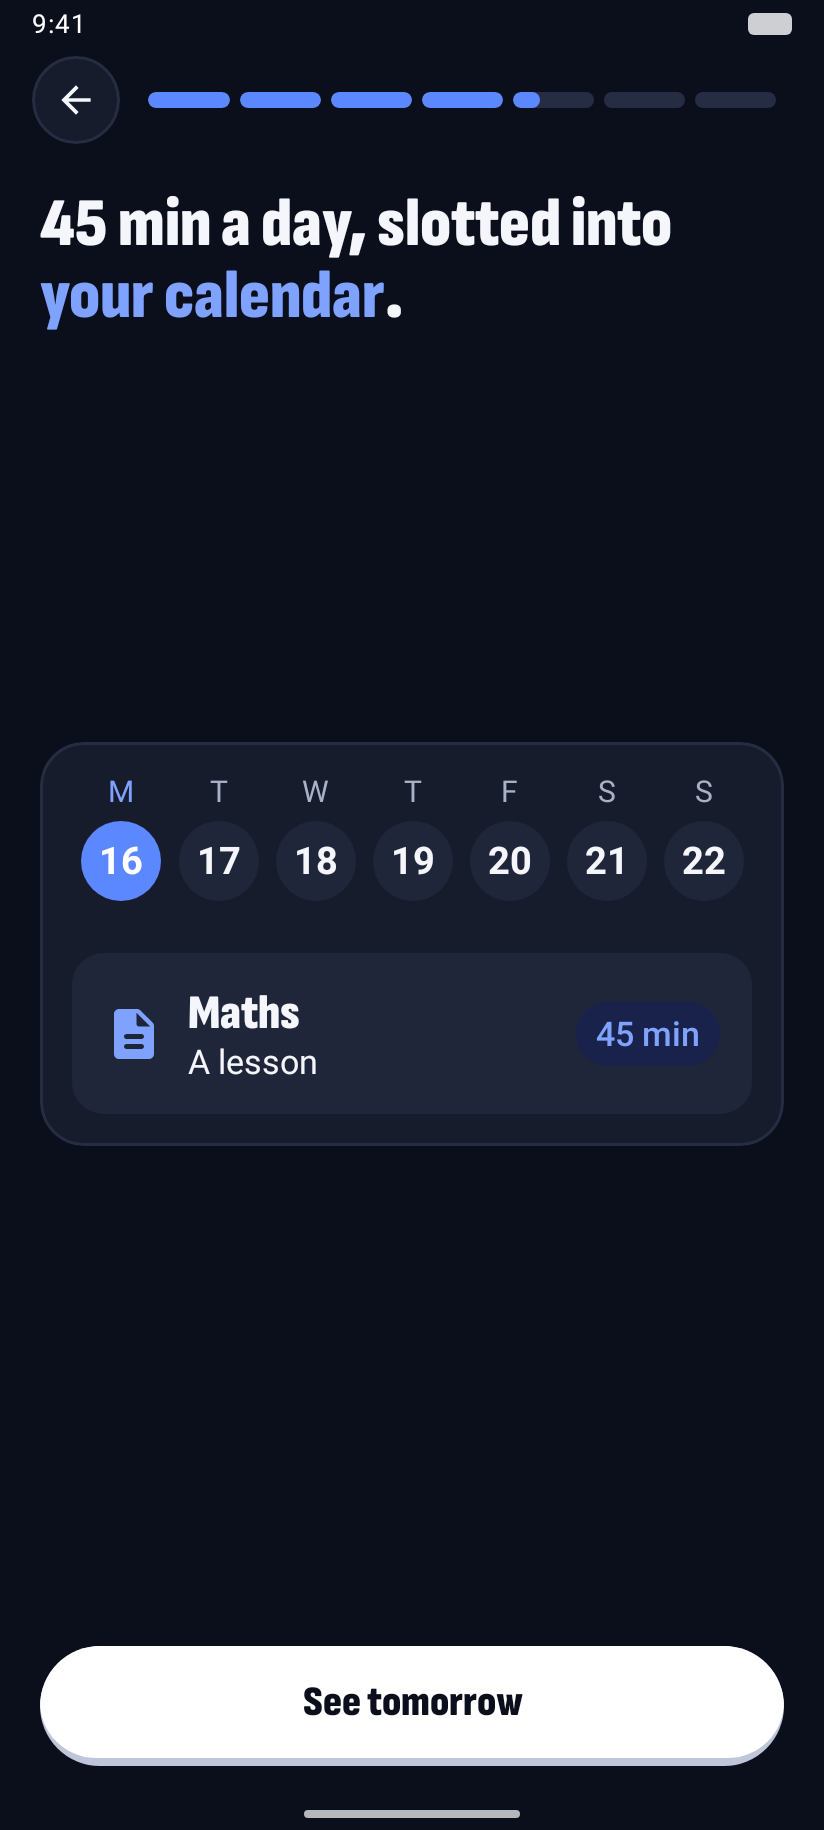 9:41
45 min a day, slotted into
your calendar.
M T W T F S S
16 17 18 19 20 21 22
Maths
A lesson
45 min
See tomorrow